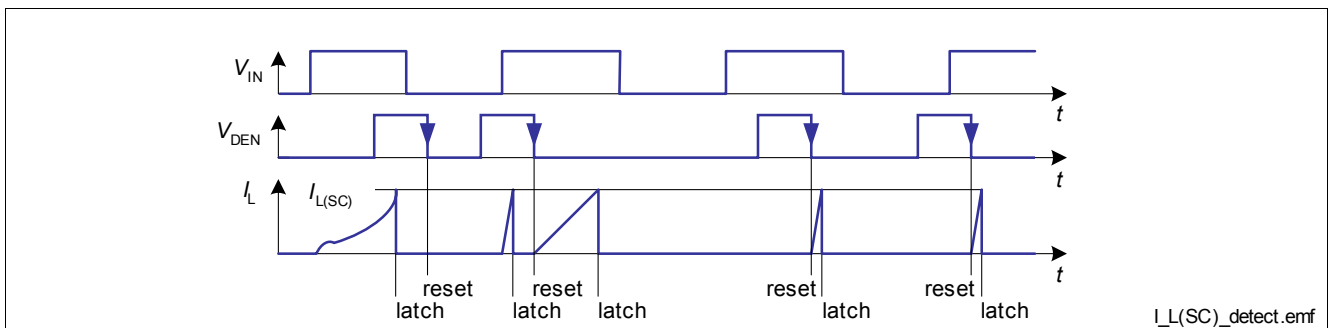 V_IN
t
V_DEN
t
I_L
I_L(SC)
t
reset
reset
reset
reset
latch
latch
latch
latch
latch
I_L(SC)_detect.emf